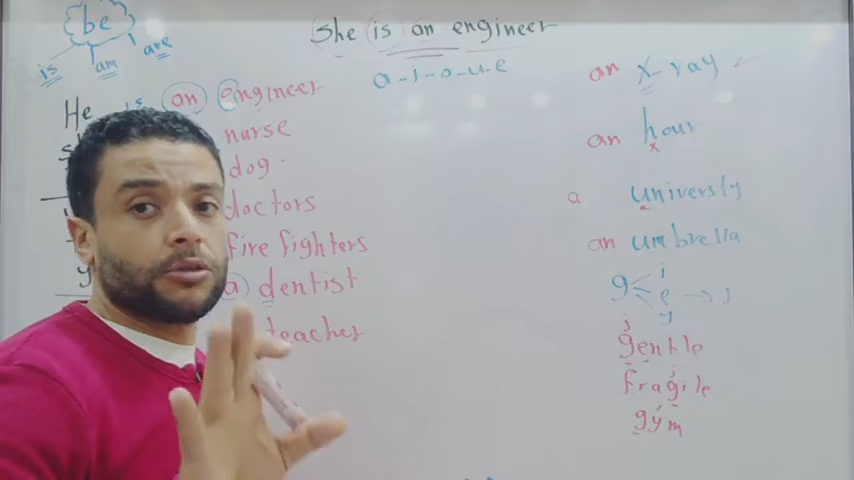 be
is am are
She is an engineer
a-i-o-u-e
He is an engineer
nurse
dog
doctors
fire fighters
a dentist
teacher
an x-ray
an hour
x
a universty
an umbrella
g i
e → j
y
j
gentle
j
fragile
j
gym